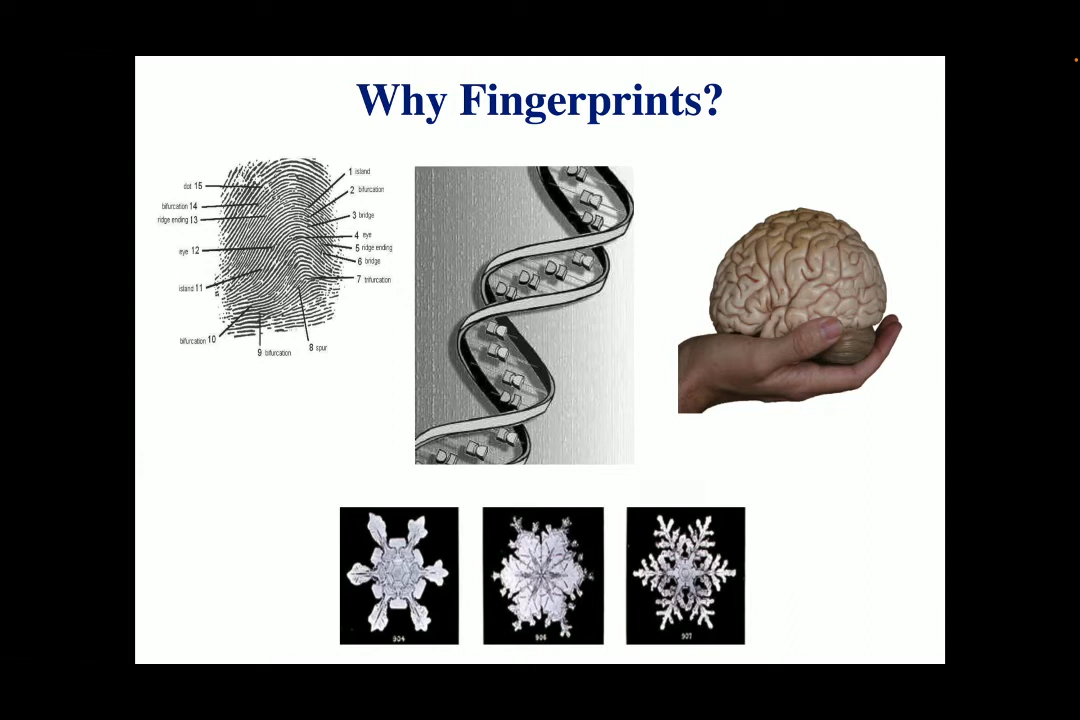 Why Fingerprints?
1 island
2 bifurcation
3 bridge
4 eye
5 ridge ending
6 bridge
7 trifurcation
8 spur
9 bifurcation
bifurcation 10
island 11
eye 12
ridge ending 13
bifurcation 14
dot 15
904
906
907